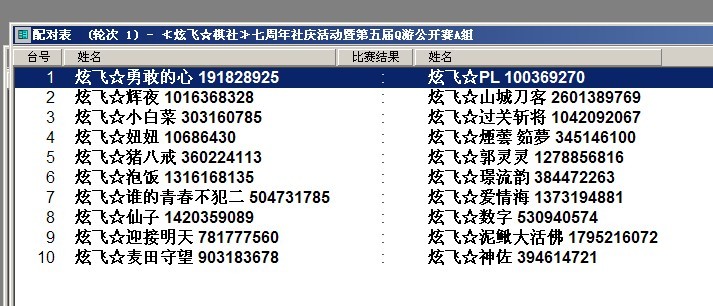 配对表 (轮次 1) - ≮炫飞☆棋社≯七周年社庆活动暨第五届Q游公开赛A组
台号 姓名 比赛结果 姓名
1 炫飞☆勇敢的心 191828925 : 炫飞☆PL 100369270
2 炫飞☆辉夜 1016368328 : 炫飞☆山城刀客 2601389769
3 炫飞☆小白菜 303160785 : 炫飞☆过关斩将 1042092067
4 炫飞☆妞妞 10686430 : 炫飞☆煙蕓 筎夢 345146100
5 炫飞☆猪八戒 360224113 : 炫飞☆郭灵灵 1278856816
6 炫飞☆泡饭 1316168135 : 炫飞☆璟流韵 384472263
7 炫飞☆谁的青春不犯二 504731785 : 炫飞☆爱情海 1373194881
8 炫飞☆仙子 1420359089 : 炫飞☆数字 530940574
9 炫飞☆迎接明天 781777560 : 炫飞☆泥鳅大活佛 1795216072
10 炫飞☆麦田守望 903183678 : 炫飞☆神佐 394614721